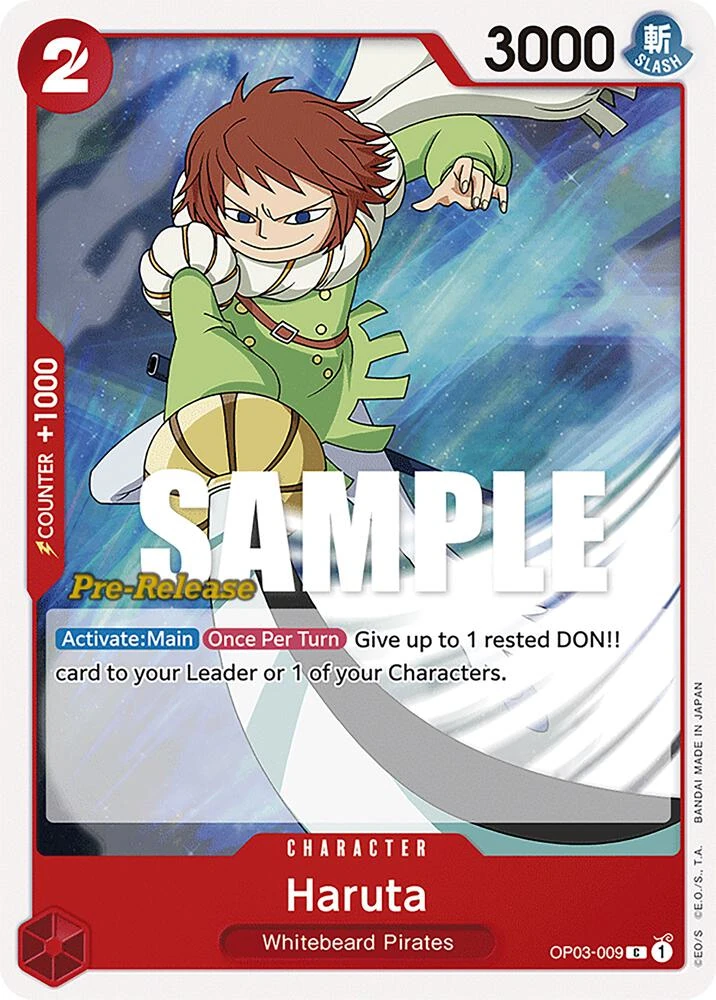 2
3000
斬
SLASH
COUNTER +1000
SAMPLE
Pre-Release
Activate:Main Once Per Turn Give up to 1 rested DON!!
card to your Leader or 1 of your Characters.
CHARACTER
Haruta
Whitebeard Pirates
OP03-009 C 1
©E.O/S ©E.O./S., T.A. BANDAI MADE IN JAPAN